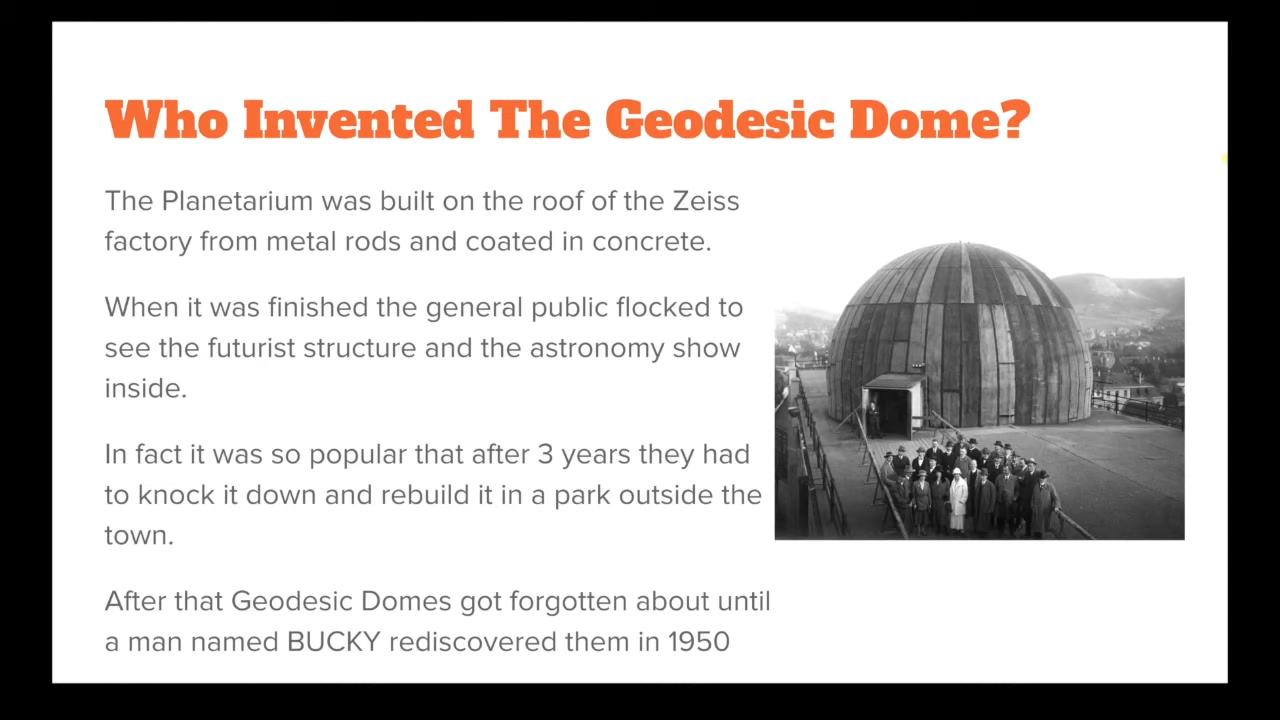 Who Invented The Geodesic Dome?
The Planetarium was built on the roof of the Zeiss
factory from metal rods and coated in concrete.
When it was finished the general public flocked to
see the futurist structure and the astronomy show
inside.
In fact it was so popular that after 3 years they had
to knock it down and rebuild it in a park outside the
town.
After that Geodesic Domes got forgotten about until
a man named BUCKY rediscovered them in 1950